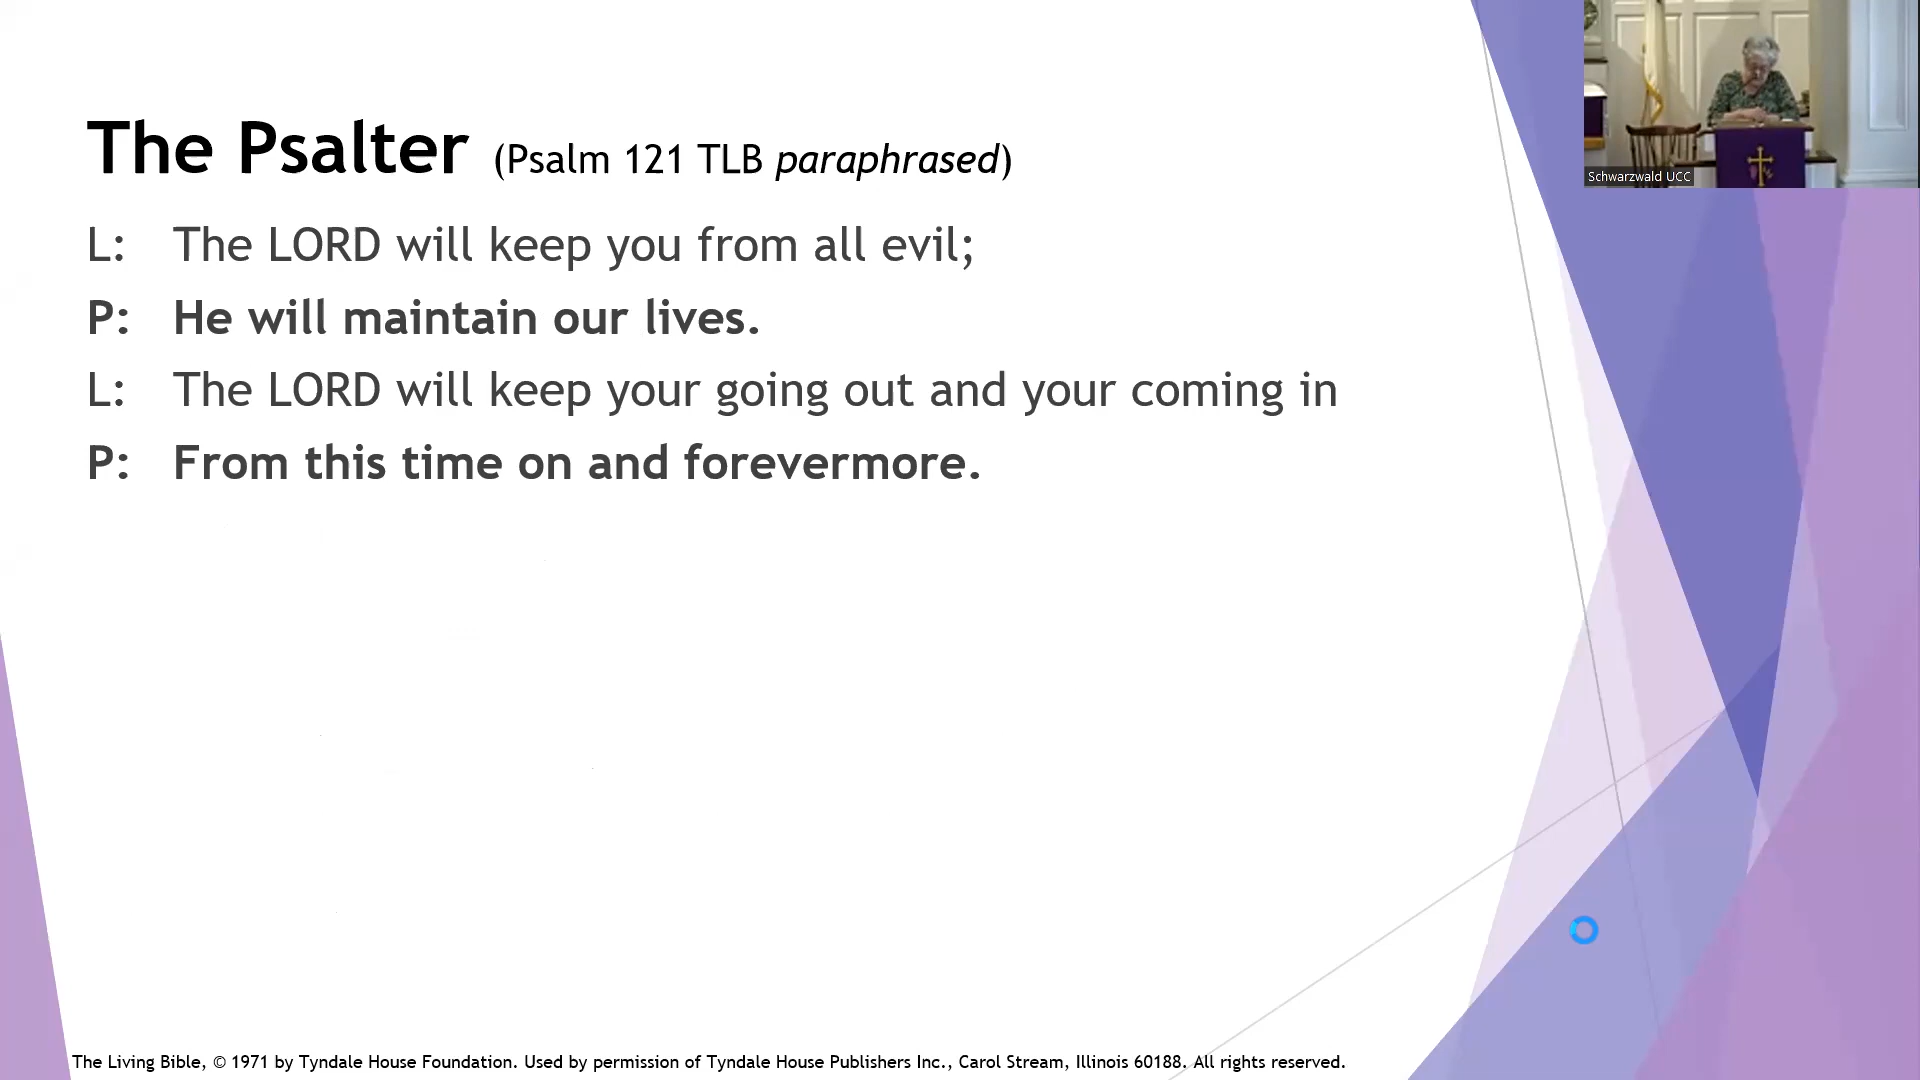 The Psalter (Psalm 121 TLB paraphrased)
L: The LORD will keep you from all evil;
P: He will maintain our lives.
L: The LORD will keep your going out and your coming in
P: From this time on and forevermore.
Schwarzwald UCC
The Living Bible, © 1971 by Tyndale House Foundation. Used by permission of Tyndale House Publishers Inc., Carol Stream, Illinois 60188. All rights reserved.